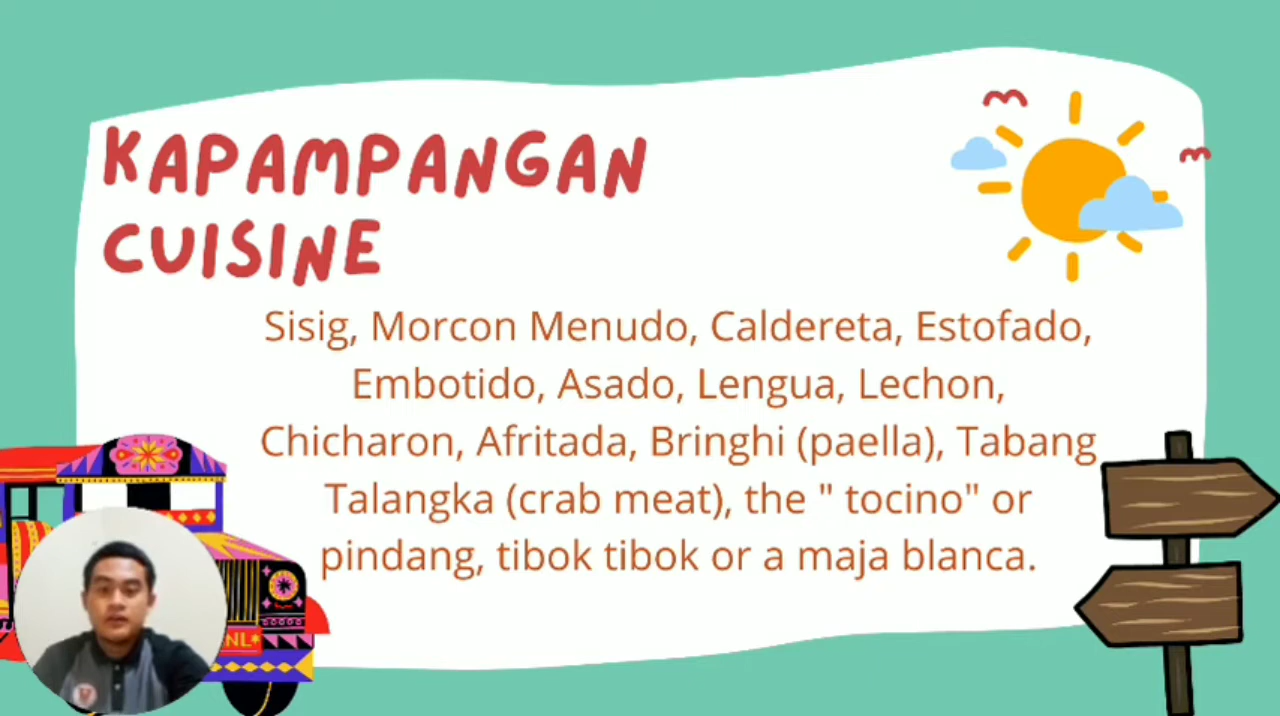 KAPAMPANGAN
CUISINE
Sisig, Morcon Menudo, Caldereta, Estofado,
Embotido, Asado, Lengua, Lechon,
Chicharon, Afritada, Bringhi (paella), Tabang
Talangka (crab meat), the " tocino" or
pindang, tibok tibok or a maja blanca.
NL*